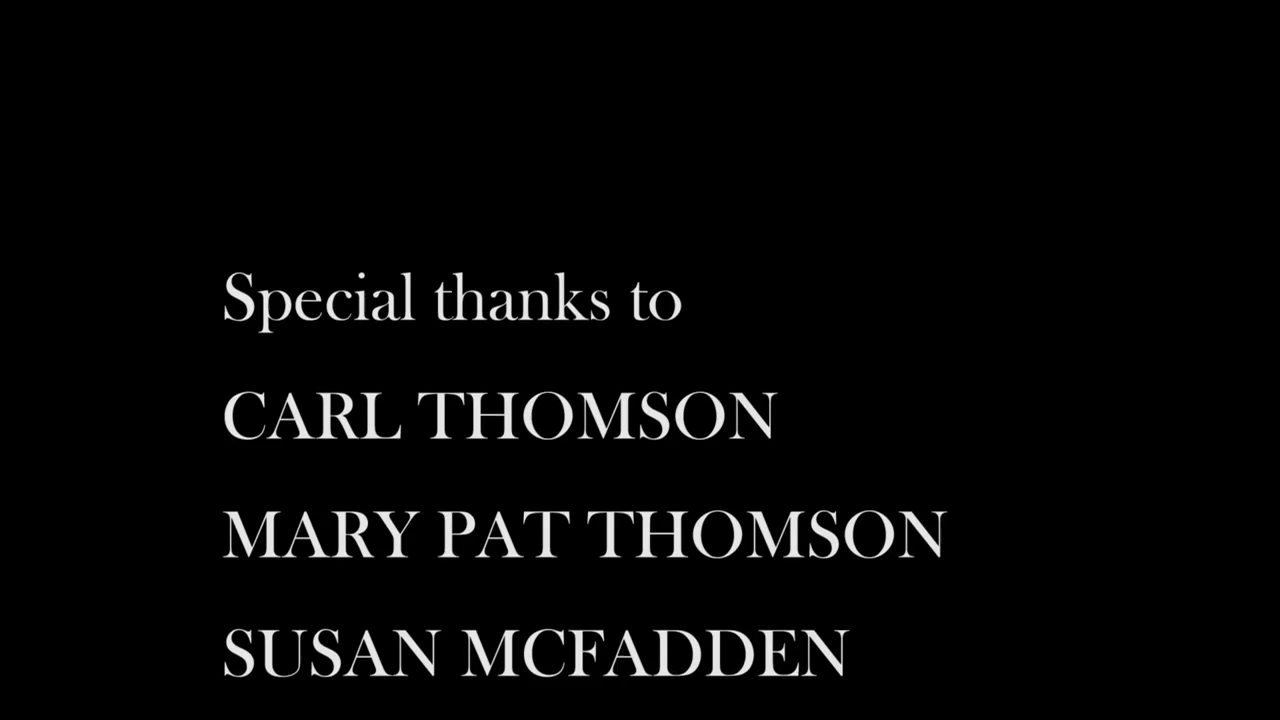 Special thanks to
CARL THOMSON
MARY PAT THOMSON
SUSAN MCFADDEN